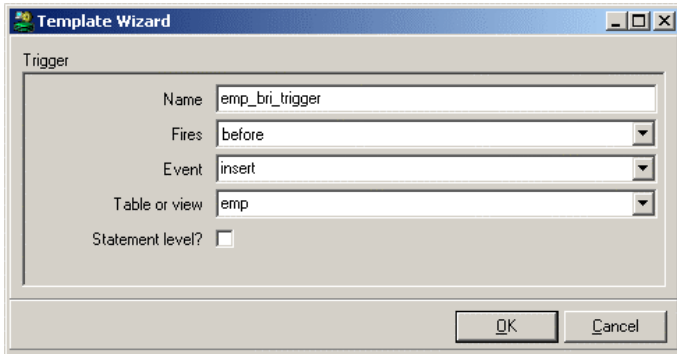 Template Wizard
Trigger
Name emp_bri_trigger
Fires before
Event insert
Table or view emp
Statement level?
OK Cancel